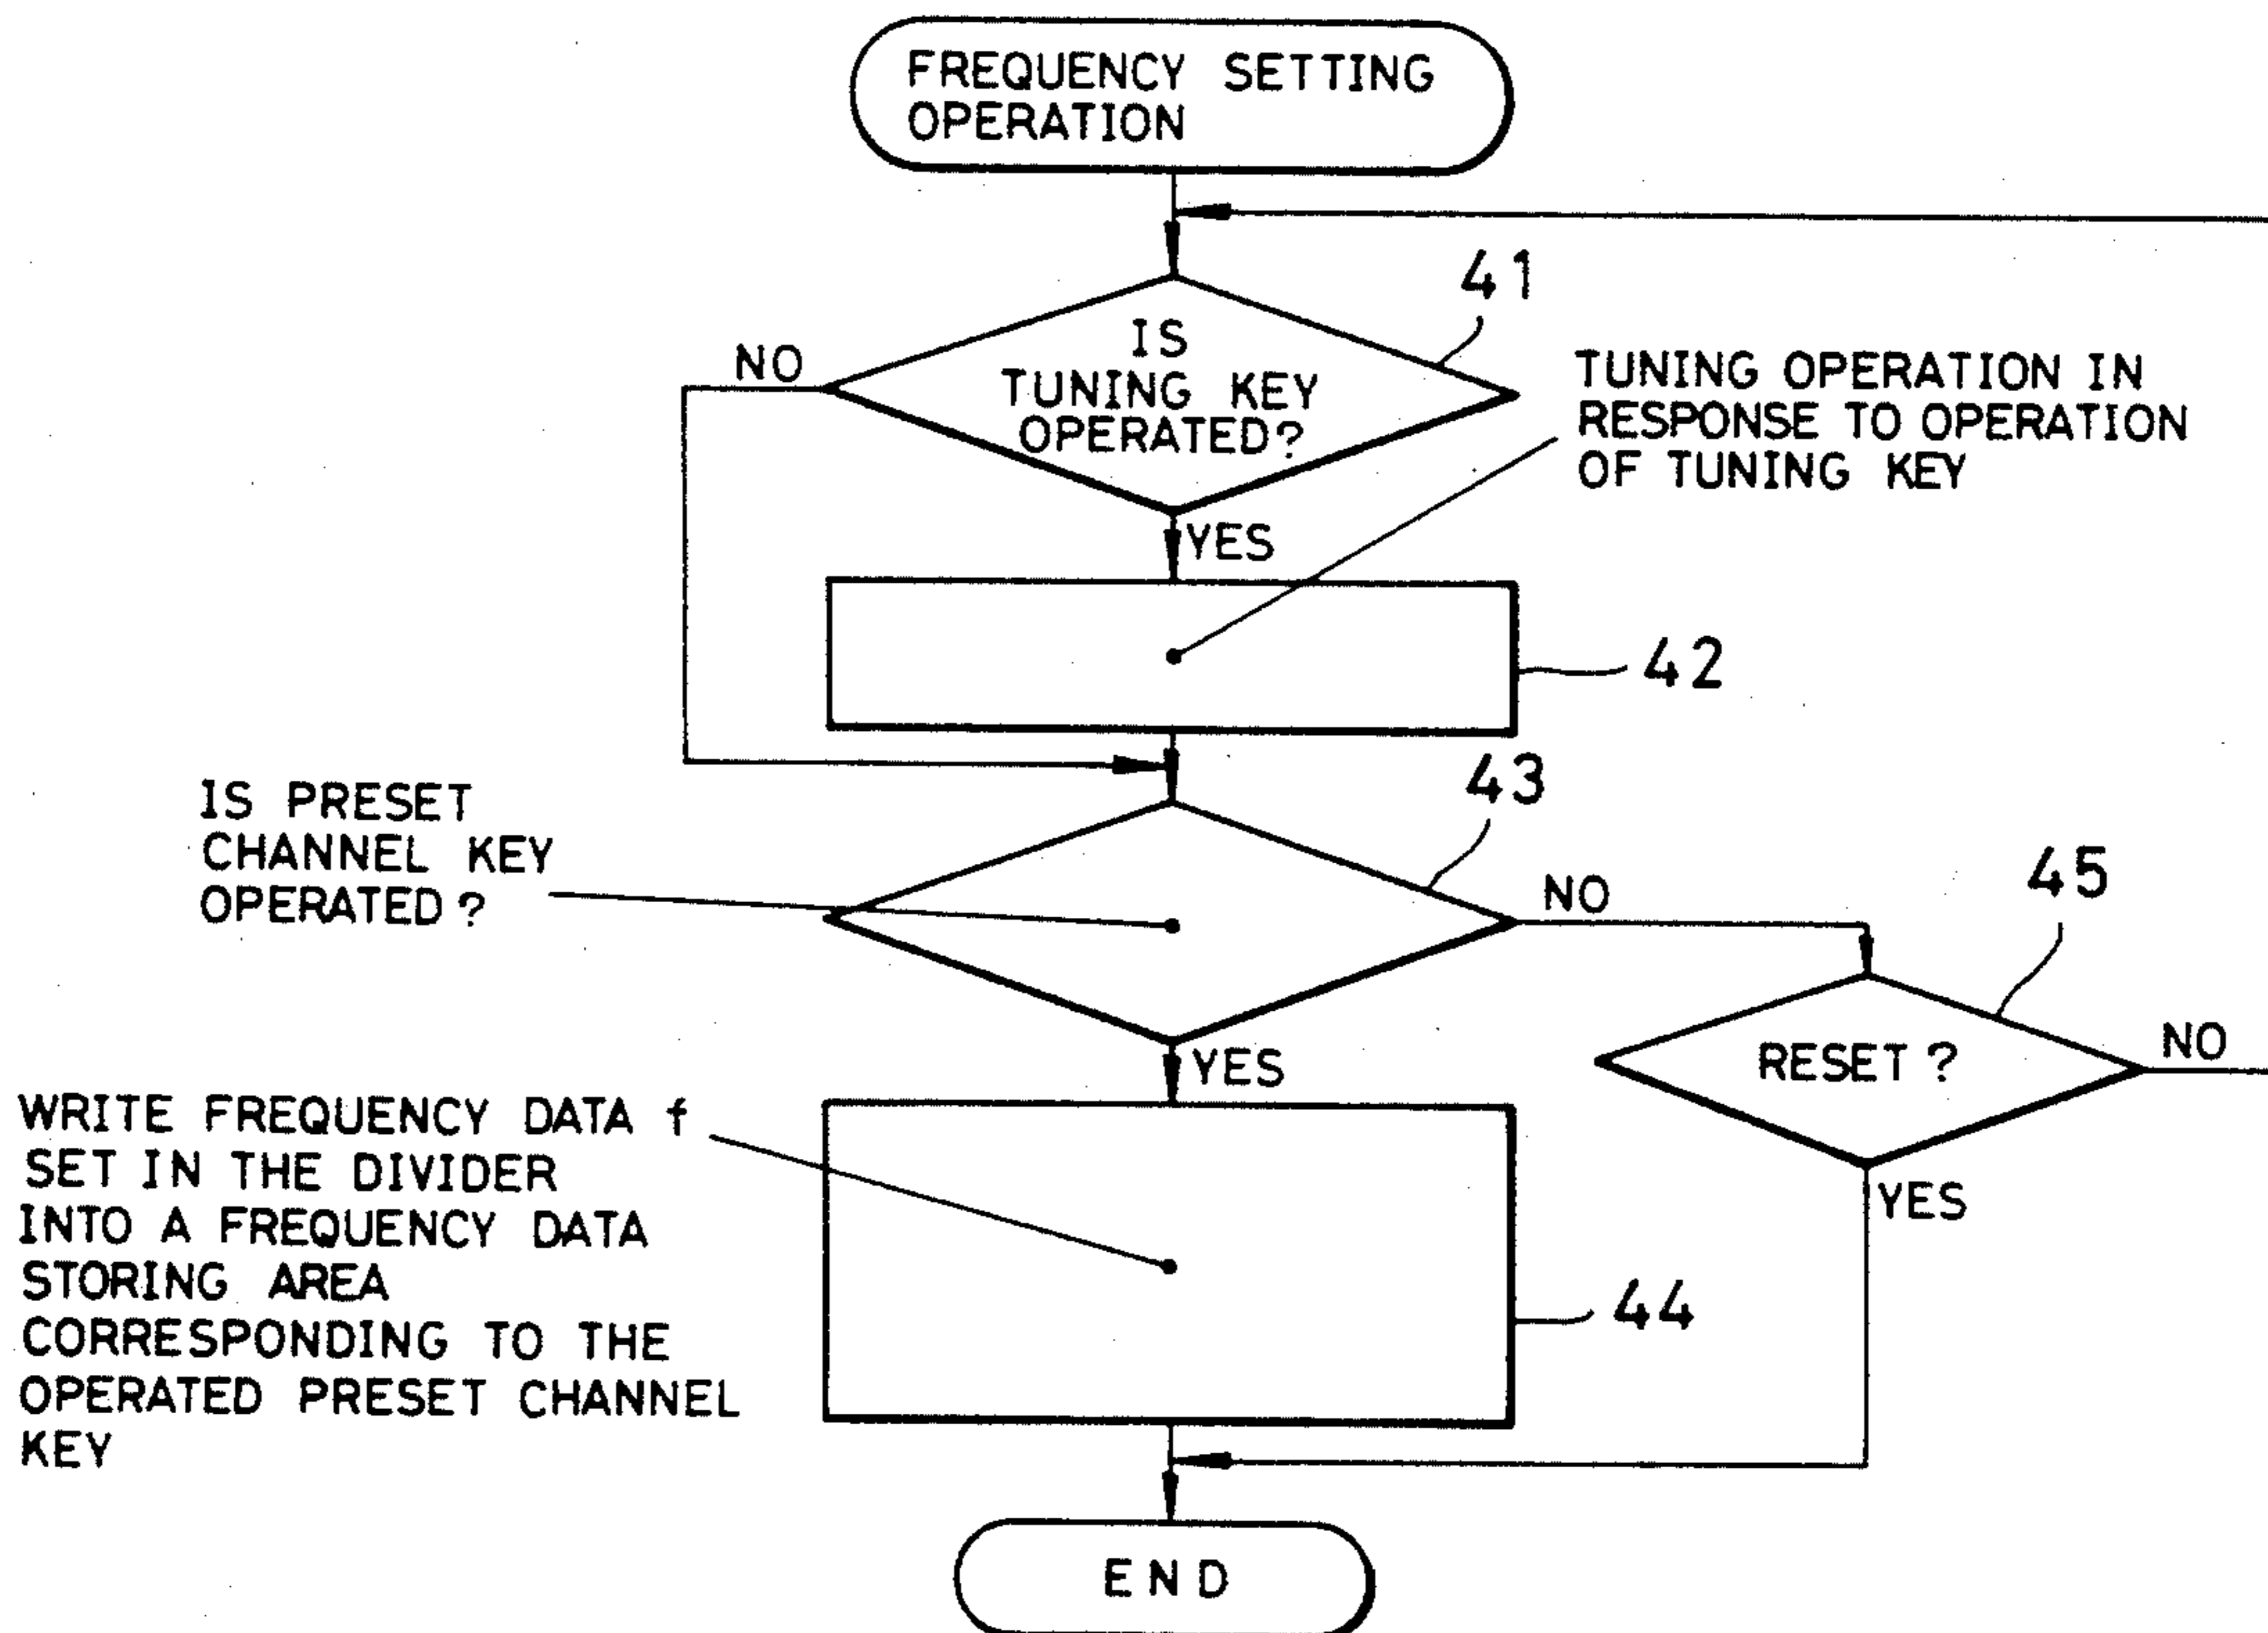 FREQUENCY SETTING
OPERATION
41
NO
IS
TUNING KEY
OPERATED?
TUNING OPERATION IN
RESPONSE TO OPERATION
OF TUNING KEY
YES
42
43
IS PRESET
CHANNEL KEY
OPERATED?
NO
45
RESET?
NO
YES
WRITE FREQUENCY DATA f
SET IN THE DIVIDER
INTO A FREQUENCY DATA
STORING AREA
CORRESPONDING TO THE
OPERATED PRESET CHANNEL
KEY
YES
44
END